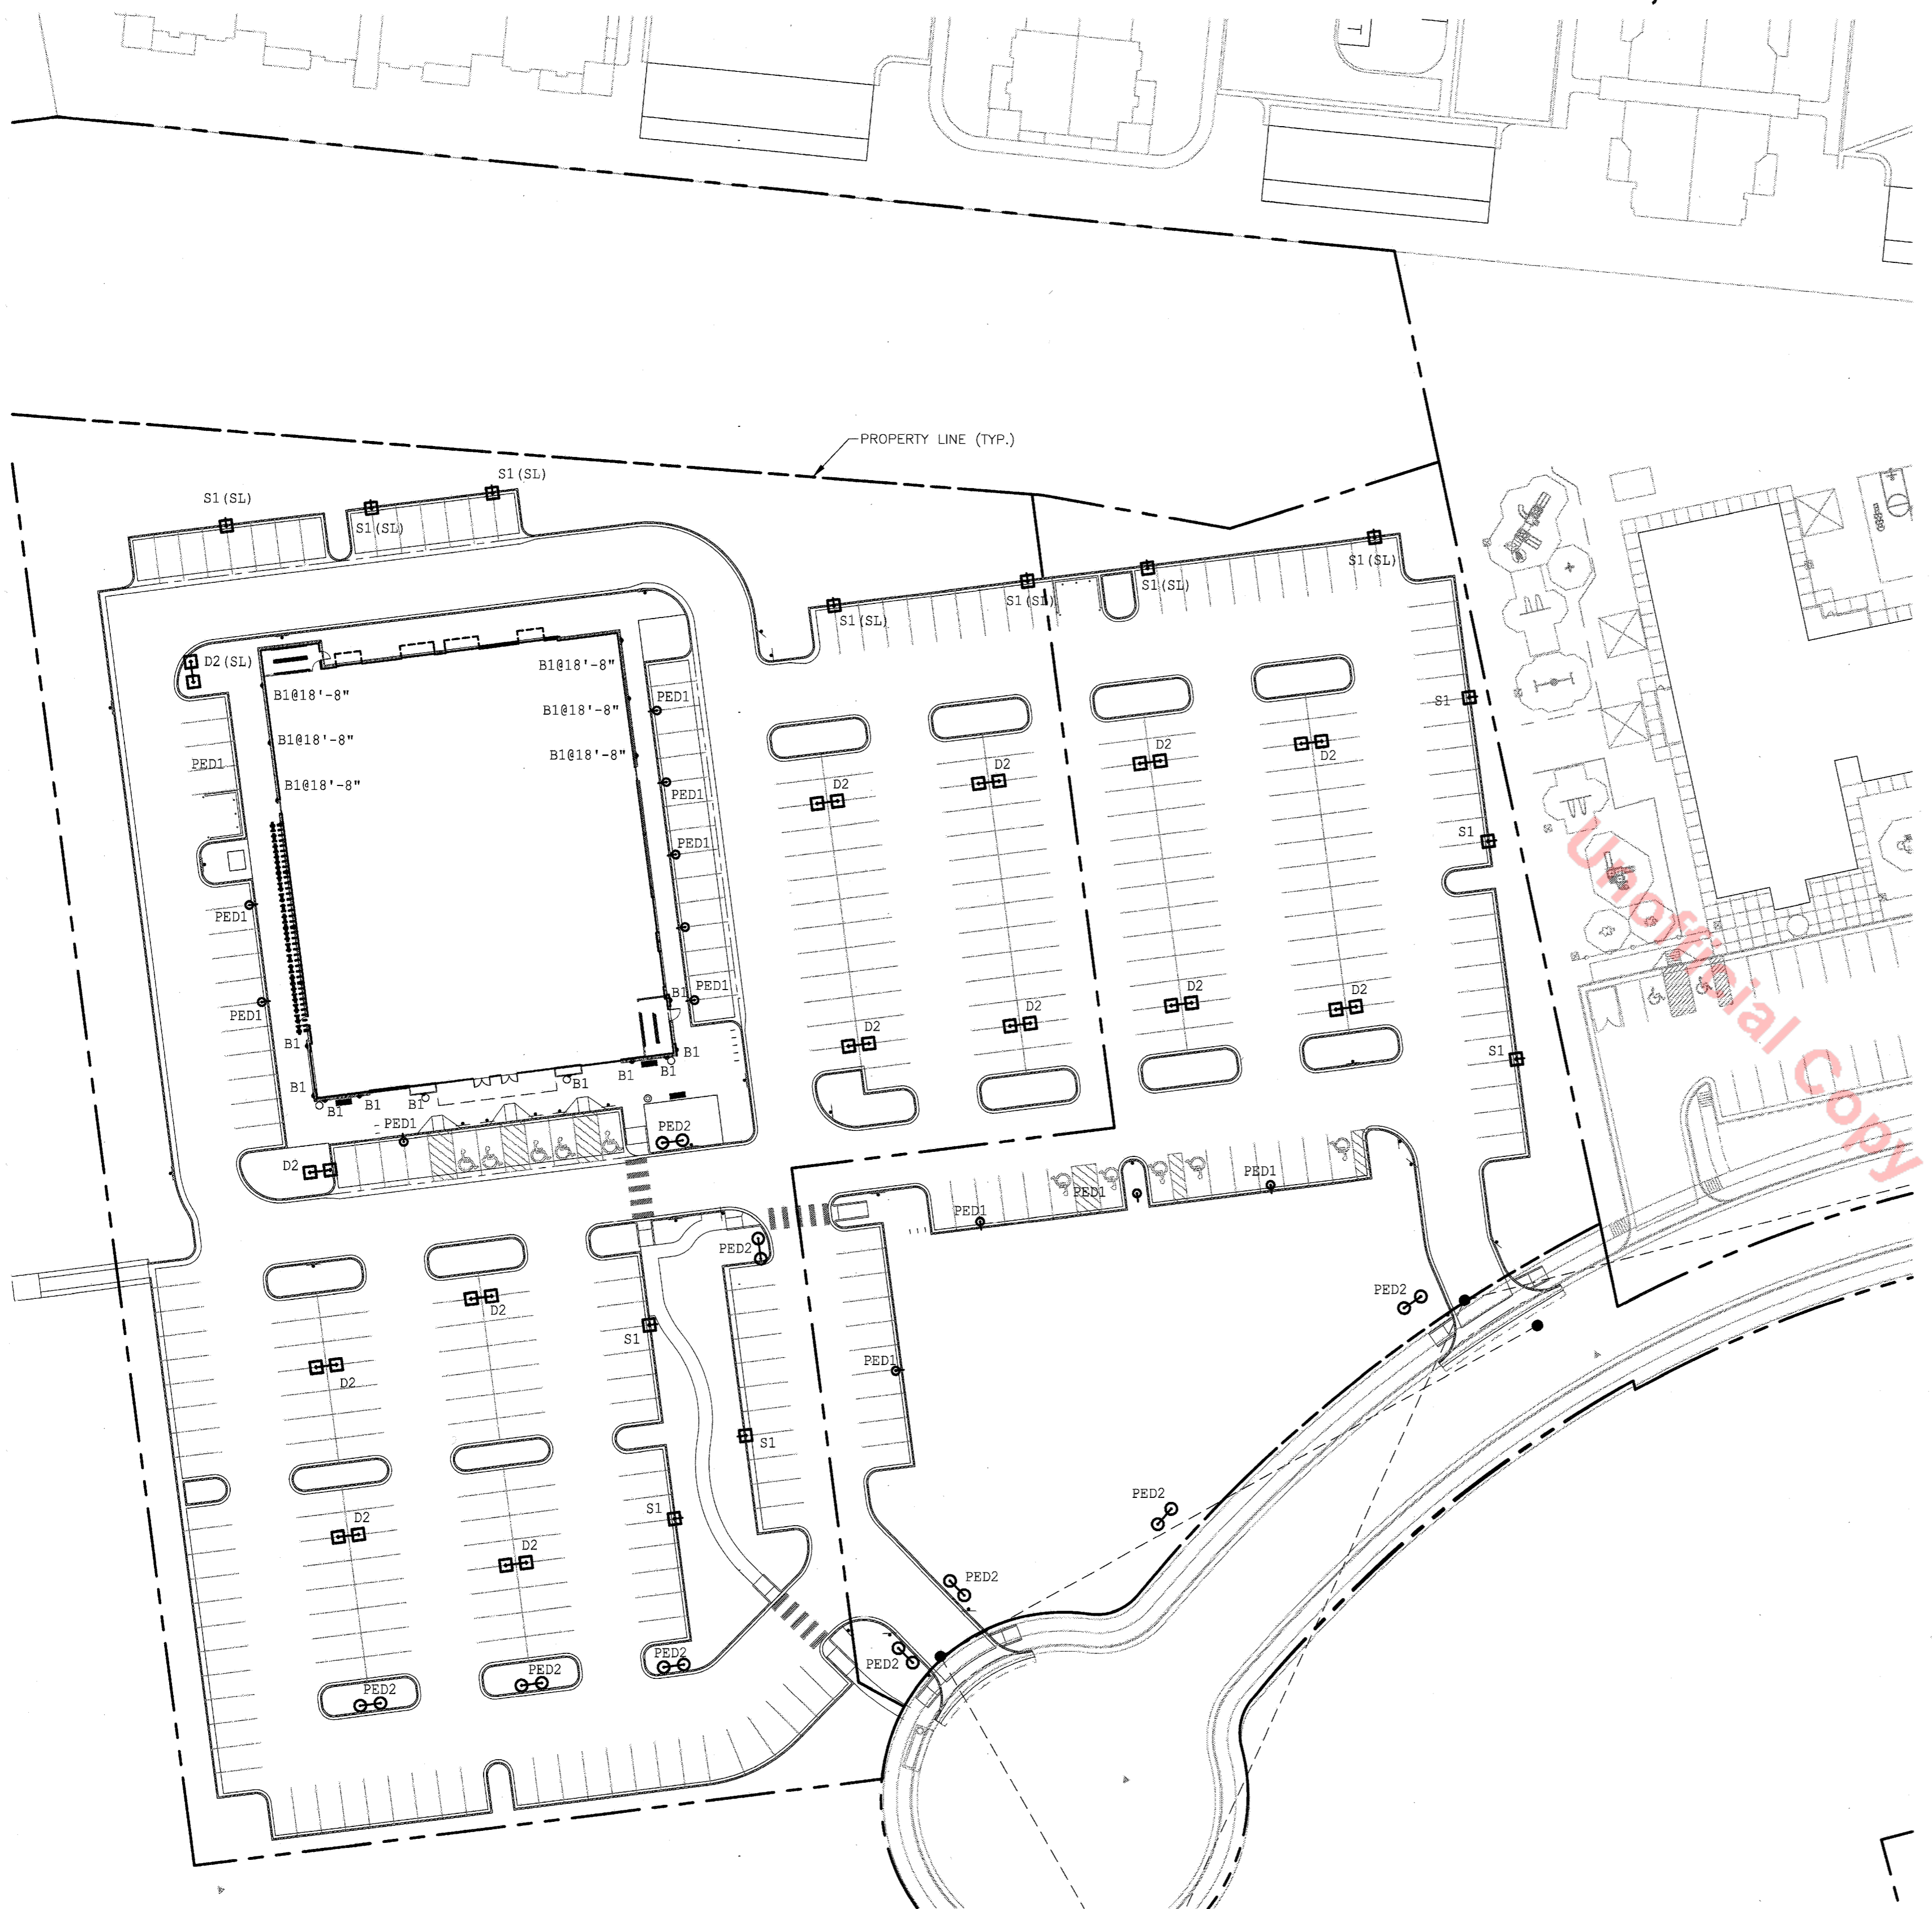 PROPERTY LINE (TYP.)
S1(SL)
S1(SL)
S1(SL)
S1(SL)
S1(SL)
S1(SL)
S1(SL)
D2(SL)
B1@18'-8"
B1@18'-8"
PED1
B1@18'-8"
S1
B1@18'-8"
B1@18'-8"
D2
D2
D2
PED1
B1@18'-8"
D2
PED1
S1
PED1
PED1
Unofficial Copy
B1
PED1
D2
D2
PED1
D2
D2
B1
B1
S1
B1
B1
B1
B1
B1
B1
B1
PED1
PED2
D2
PED1
PED1
PED1
PED2
D2
PED2
S1
PED1
D2
S1
PED2
S1
D2
D2
PED2
PED2
PED2
PED2
PED2